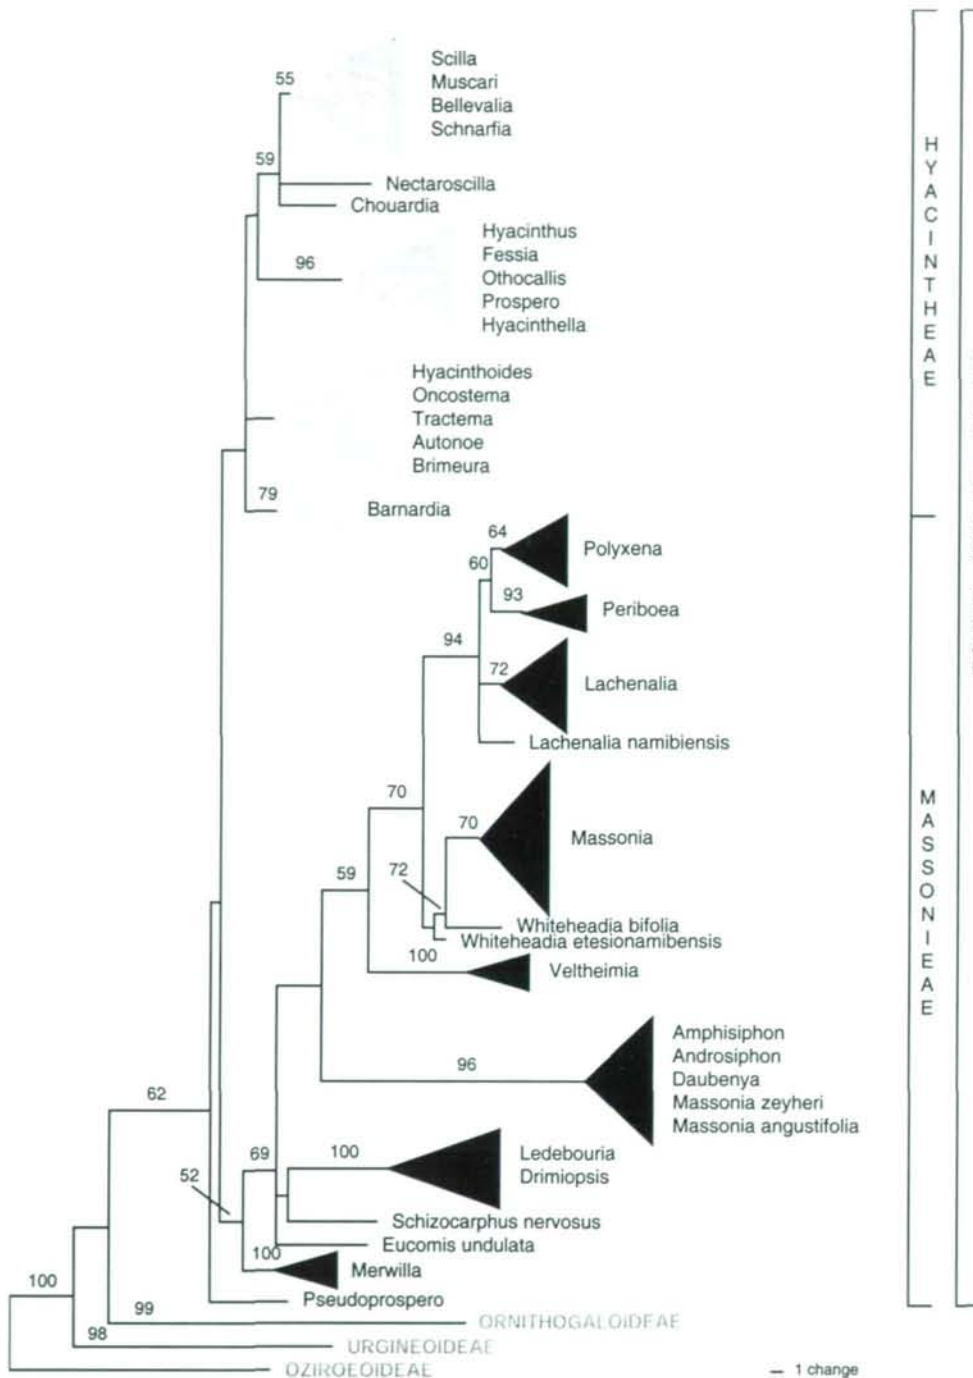 Scilla
55
Muscari
Bellevalia
Schnarfia
59
Nectaroscilla
Chouardia
Hyacinthus
Fessia
96
Othocallis
Prospero
Hyacinthella
Hyacinthoides
Oncostema
Tractema
Autonoe
Brimeura
79
Barnardia
64
Polyxena
60
93
Periboea
94
72
Lachenalia
Lachenalia namibiensis
70
70
Massonia
72
59
Whiteheadia bifolia
Whiteheadia etesionamibensis
100
Veltheimia
Amphisiphon
Androsiphon
96
Daubenya
Massonia zeyheri
Massonia angustifolia
62
69
100
Ledebouria
Drimiopsis
52
Schizocarphus nervosus
Eucomis undulata
100
Merwilla
100
Pseudoprospero
99
ORNITHOGALOIDEAE
98
URGINEOIDEAE
OZIROEOIDEAE
1 change
HYACINTHEAE
MASSONIEAE